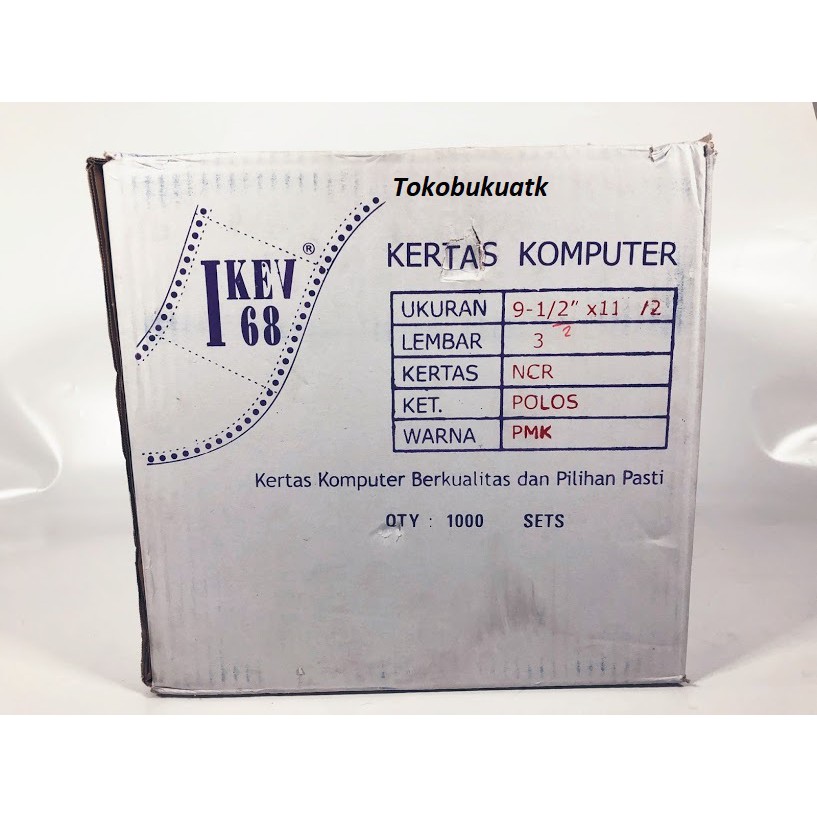 Tokobukuatk
IKEV 68 ®
KERTAS KOMPUTER
UKURAN 9-1/2" x11 /2
LEMBAR 3 2
KERTAS NCR
KET. POLOS
WARNA PMK
Kertas Komputer Berkualitas dan Pilihan Pasti
QTY : 1000 SETS